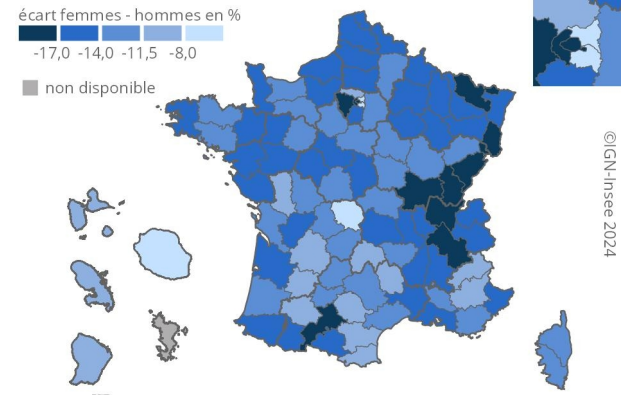 écart femmes - hommes en %
-17,0 -14,0 -11,5 -8,0
non disponible
©IGN-Insee 2024